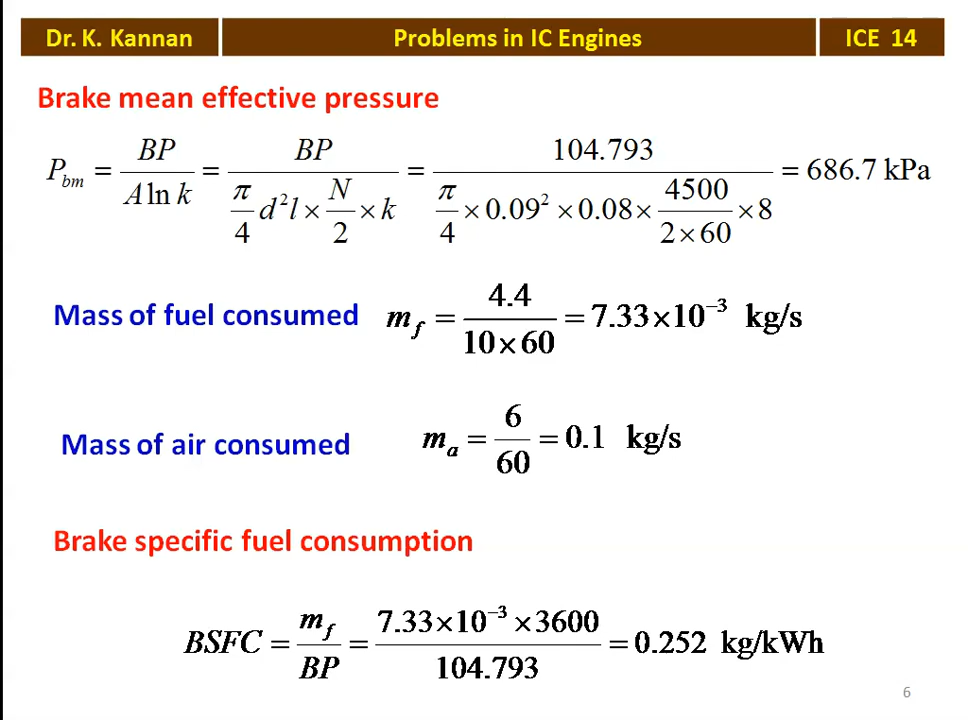 Dr. K. Kannan Problems in IC Engines ICE 14
Brake mean effective pressure
P_bm = BP / (A ln k) = BP / (π/4 d² l × N/2 × k) = 104.793 / (π/4 × 0.09² × 0.08 × 4500/(2×60) × 8) = 686.7 kPa
Mass of fuel consumed m_f = 4.4 / (10×60) = 7.33×10⁻³ kg/s
Mass of air consumed m_a = 6/60 = 0.1 kg/s
Brake specific fuel consumption
BSFC = m_f / BP = (7.33×10⁻³ ×3600) / 104.793 = 0.252 kg/kWh
6